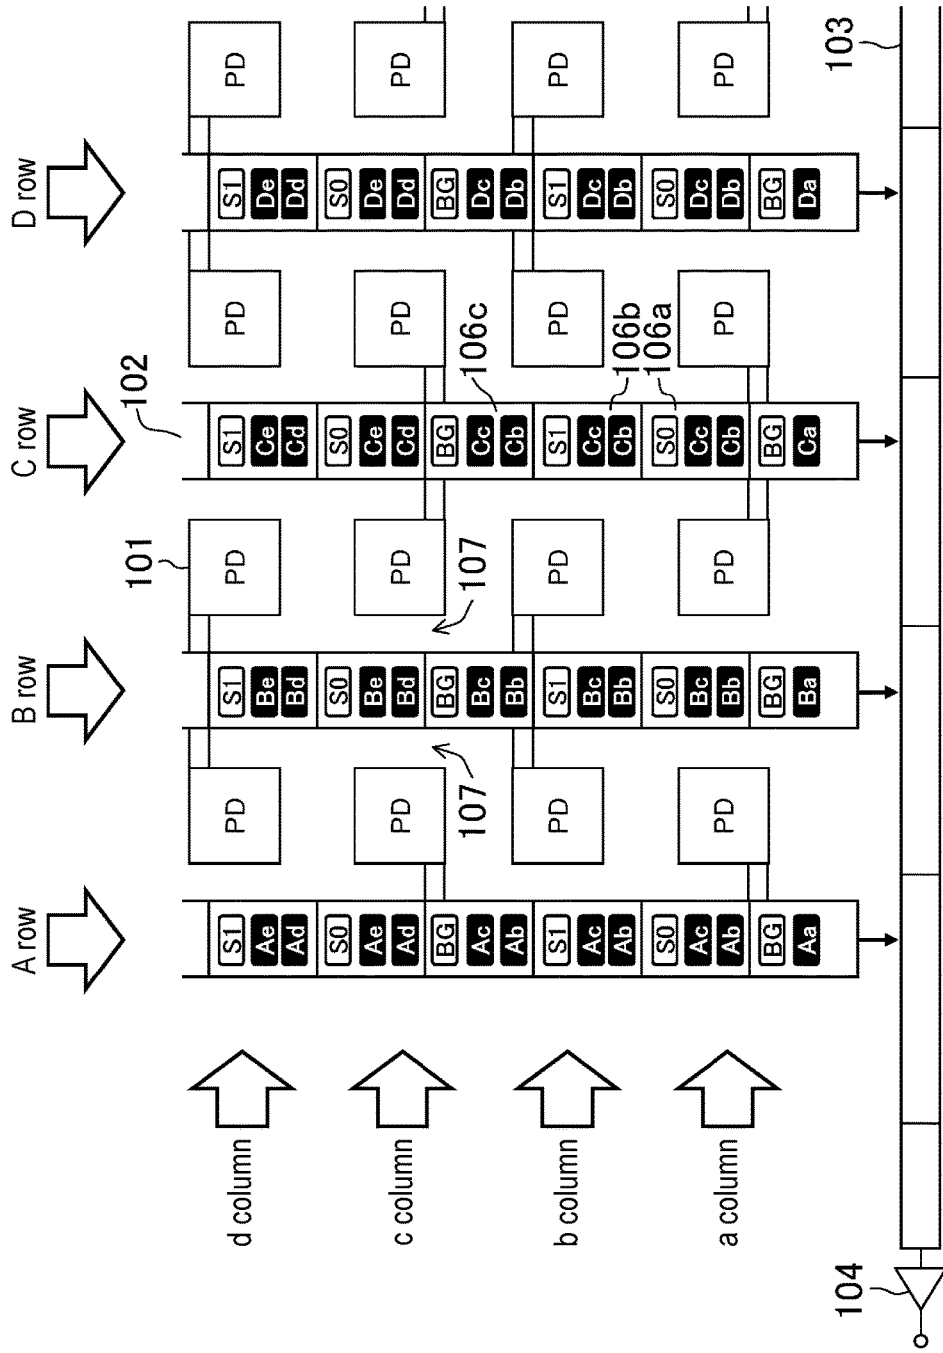 A row B row C row D row
101 102
d column S1 PD S1 PD S1 PD S1 PD
Ae Be Ce De
Ad Bd Cd Dd
S0 S0 S0 S0
Ae Be Ce De
c column Ad PD Bd PD Cd PD Dd PD
BG BG BG BG
107 107 106c
Ac Bc Cc Dc
Ab Bb Cb Db
b column S1 PD S1 PD S1 PD S1 PD
Ac Bc Cc Dc
Ab Bb Cb 106b Db
S0 S0 S0 106a S0
Ac Bc Cc Dc
a column Ab PD Bb PD Cb PD Db PD
BG BG BG BG
Aa Ba Ca Da
104 103